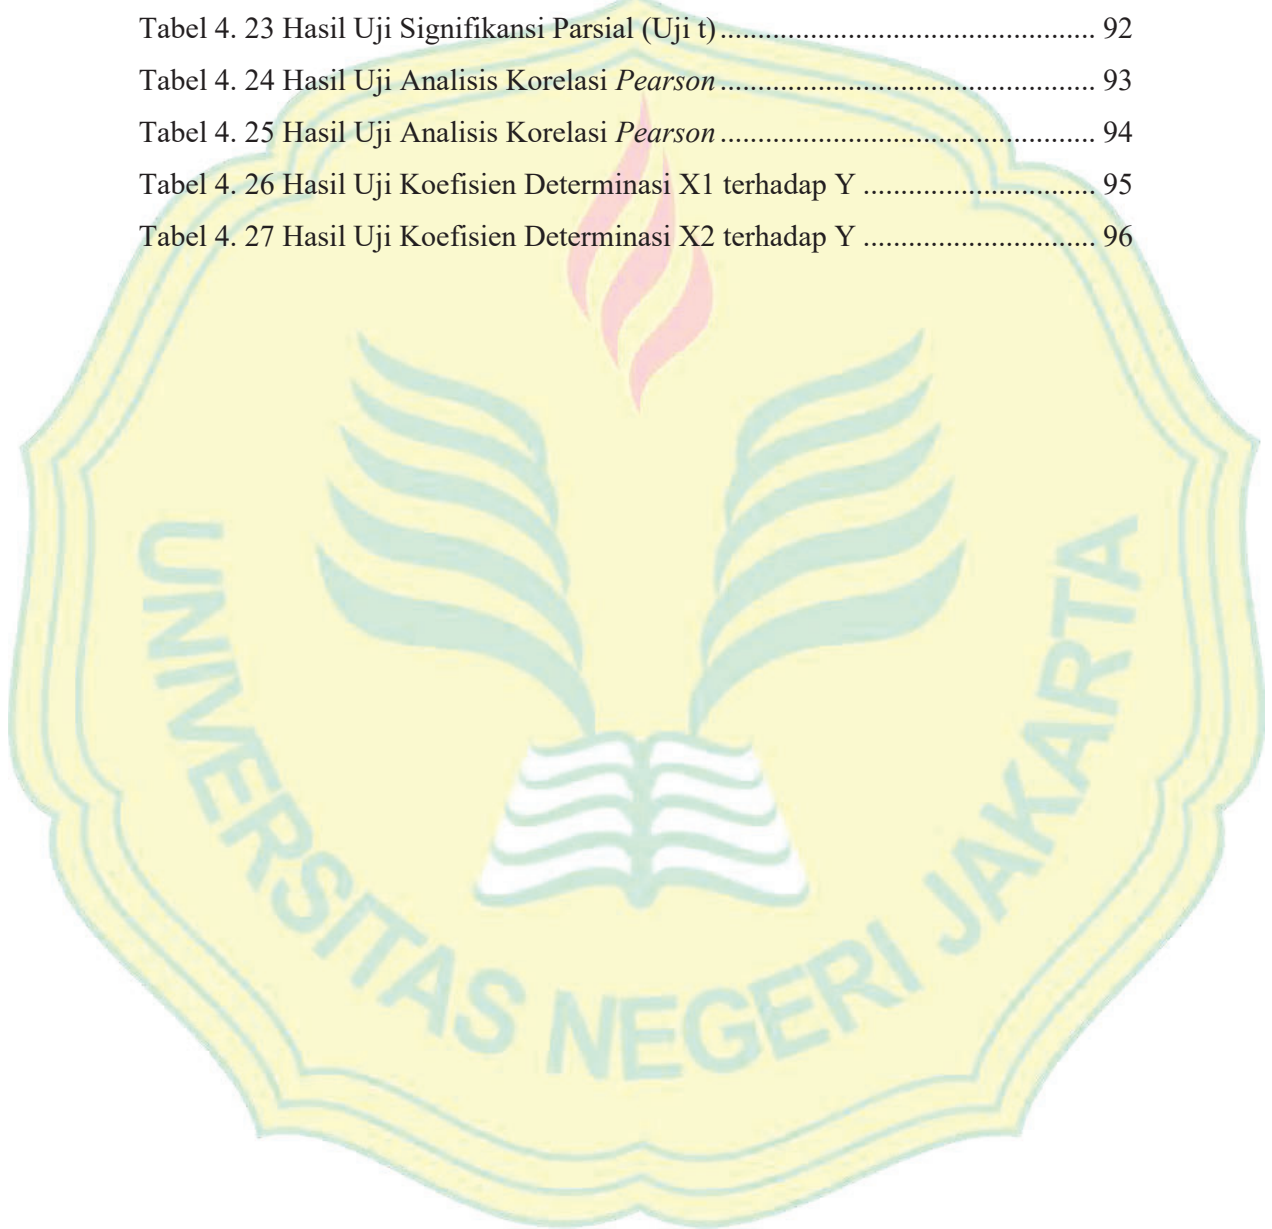 Tabel 4. 23 Hasil Uji Signifikansi Parsial (Uji t).................................................. 92
Tabel 4. 24 Hasil Uji Analisis Korelasi Pearson.................................................. 93
Tabel 4. 25 Hasil Uji Analisis Korelasi Pearson.................................................. 94
Tabel 4. 26 Hasil Uji Koefisien Determinasi X1 terhadap Y ............................... 95
Tabel 4. 27 Hasil Uji Koefisien Determinasi X2 terhadap Y ............................... 96
UNIVERSITAS NEGERI JAKARTA